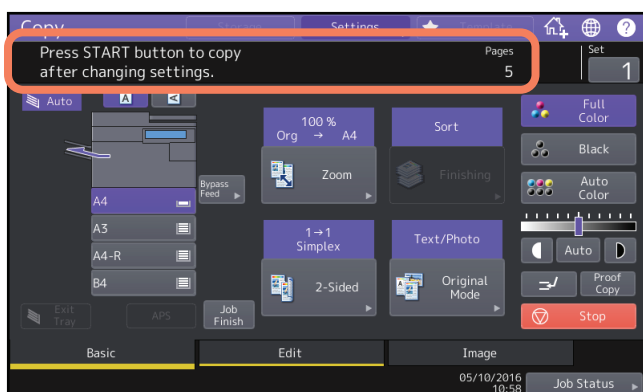 Copy
Storage
Settings
Template
Press START button to copy
after changing settings.
Pages
5
Set
1
Auto
A
A
100 %
Org → A4
Zoom
Sort
Finishing
Full
Color
Black
Auto
Color
Bypass
Feed
A4
A3
A4-R
B4
1→1
Simplex
2-Sided
Text/Photo
Original
Mode
Auto
Proof
Copy
Exit
Tray
APS
Job
Finish
Stop
Basic
Edit
Image
05/10/2016
10:58
Job Status